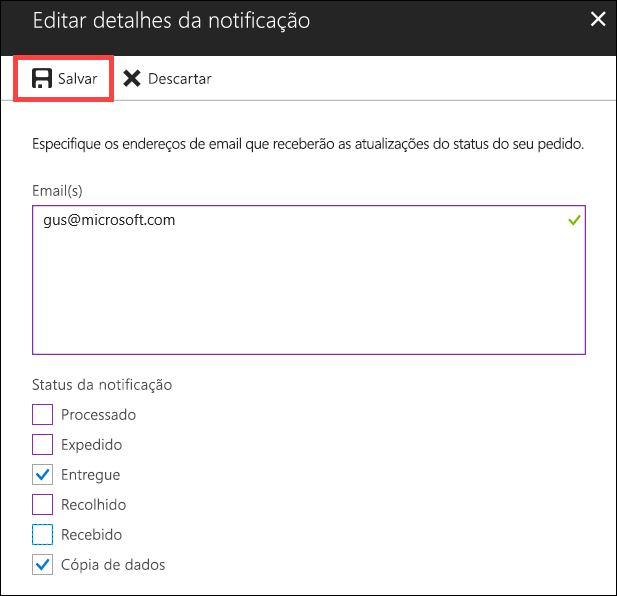 Editar detalhes da notificação
Salvar Descartar
Especifique os endereços de email que receberão as atualizações do status do seu pedido.
Email(s)
gus@microsoft.com
Status da notificação
Processado
Expedido
Entregue
Recolhido
Recebido
Cópia de dados